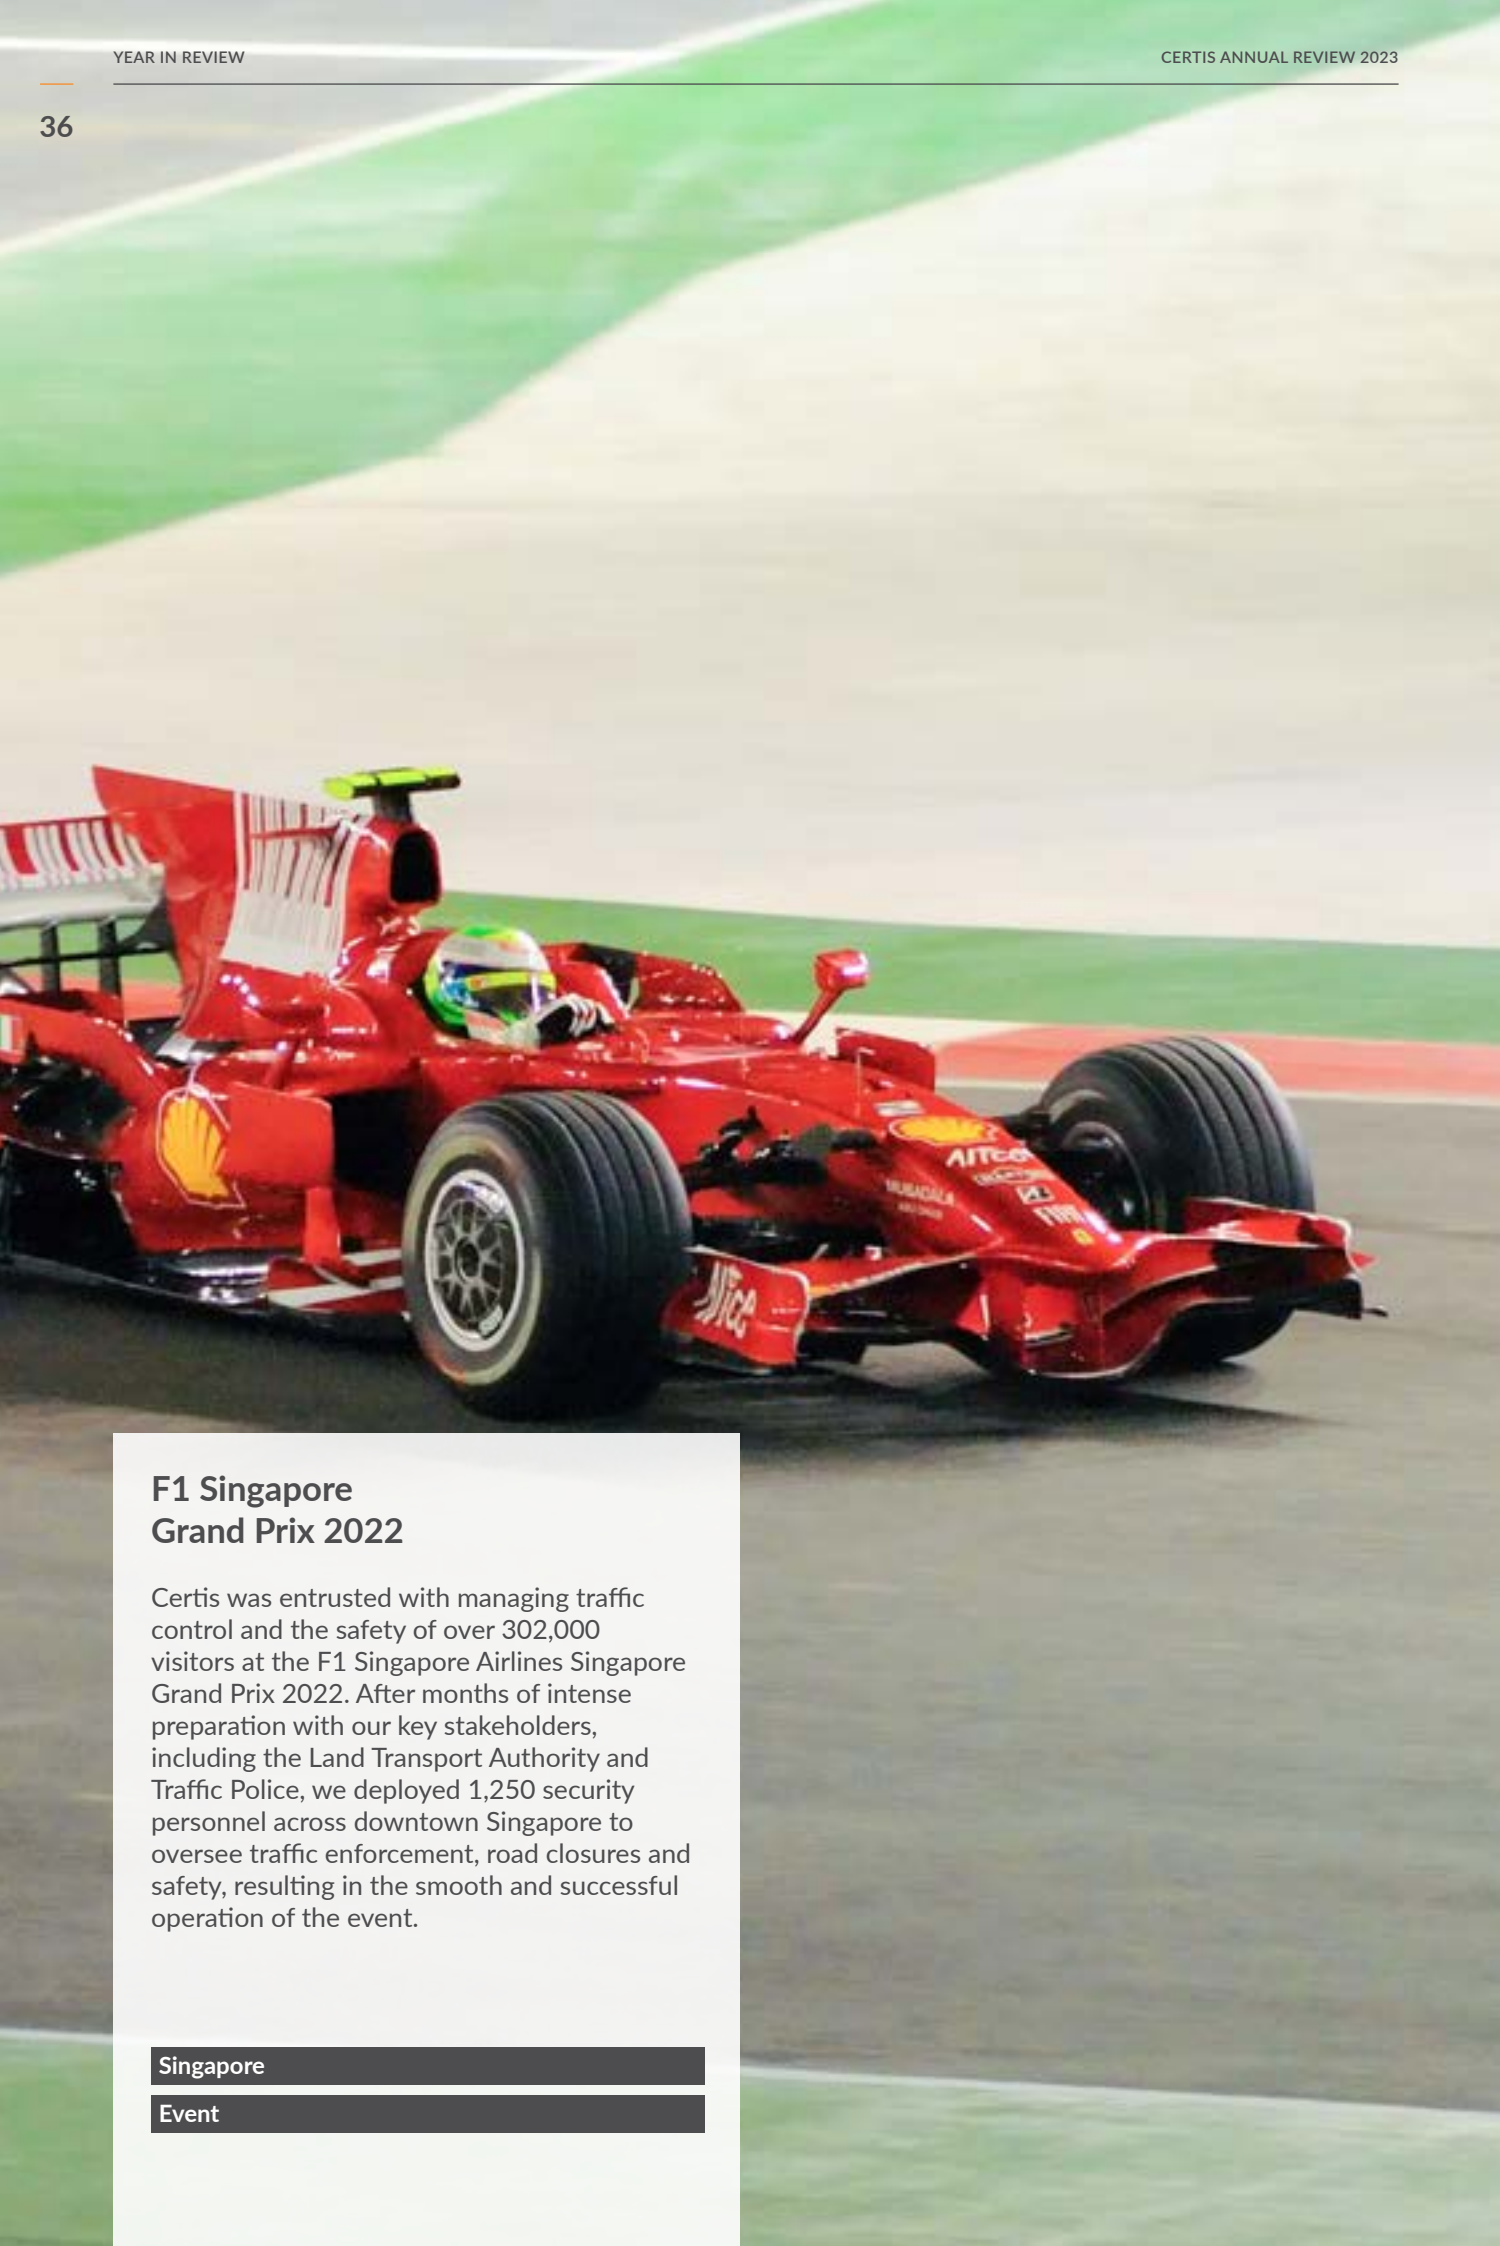 YEAR IN REVIEW
CERTIS ANNUAL REVIEW 2023
36
Nice
F1 Singapore
Grand Prix 2022
Certis was entrusted with managing traffic
control and the safety of over 302,000
visitors at the F1 Singapore Airlines Singapore
Grand Prix 2022. After months of intense
preparation with our key stakeholders,
including the Land Transport Authority and
Traffic Police, we deployed 1,250 security
personnel across downtown Singapore to
oversee traffic enforcement, road closures and
safety, resulting in the smooth and successful
operation of the event.
Singapore
Event